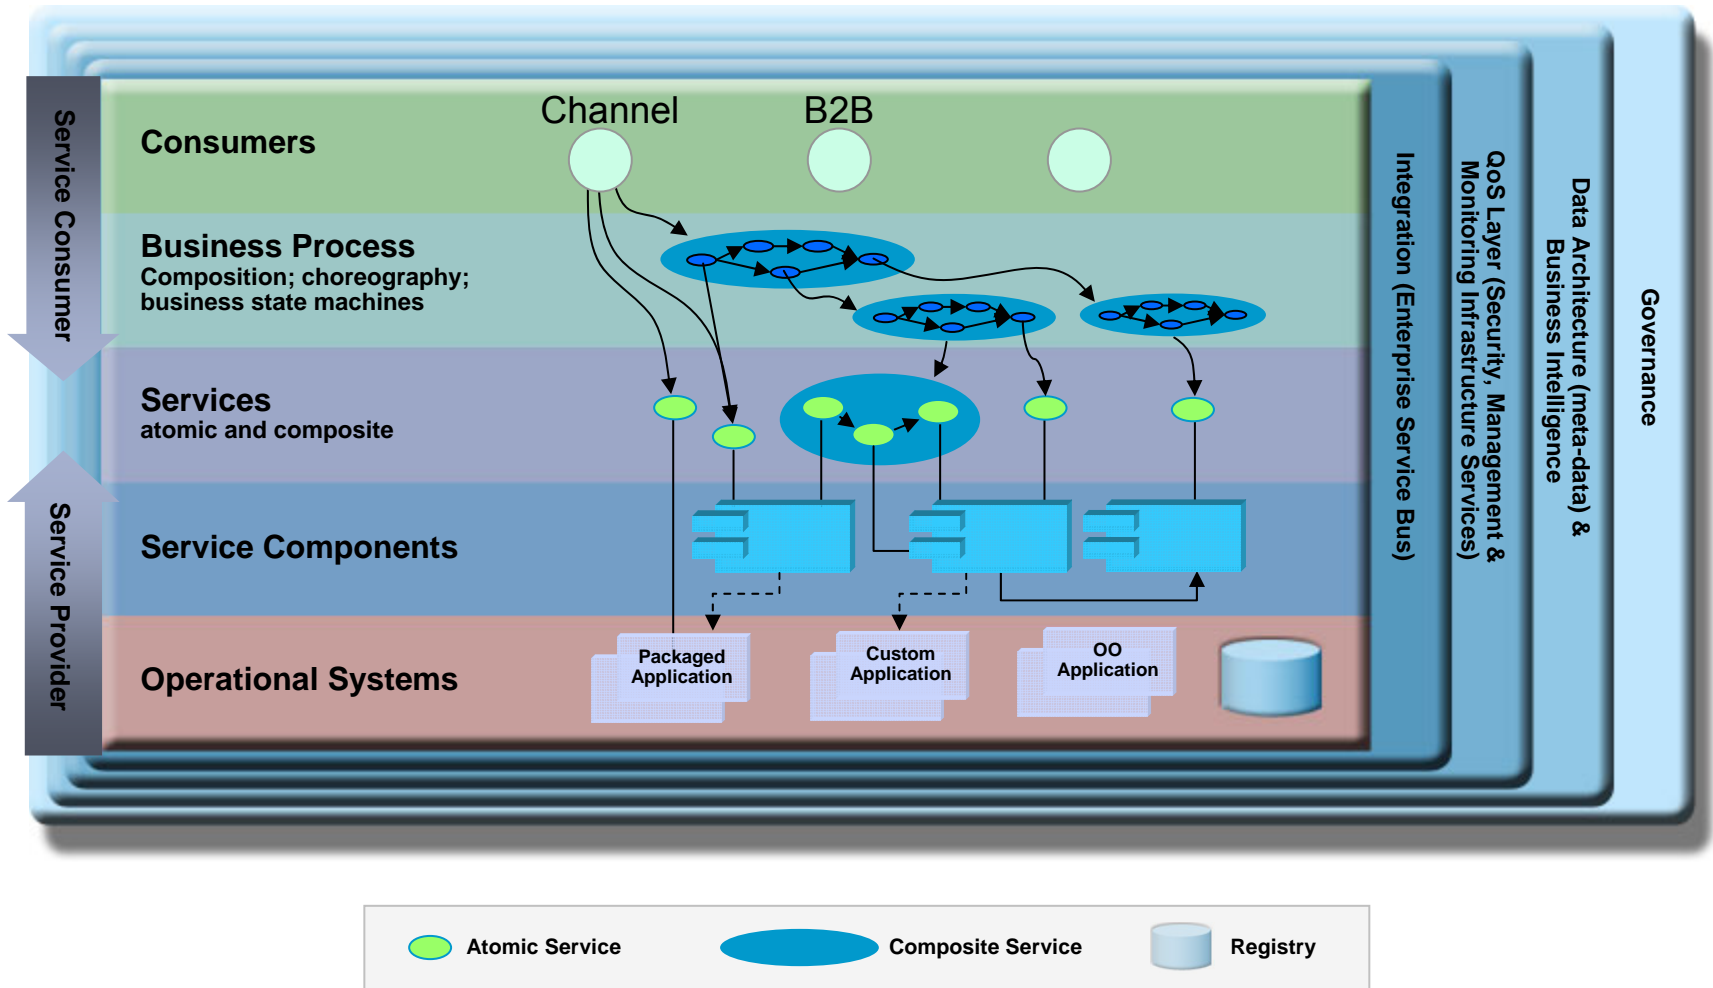 Channel
B2B
Consumers
Business Process
Composition; choreography;
business state machines
Services
atomic and composite
Service Components
Operational Systems
Packaged
Application
Custom
Application
OO
Application
Service Consumer
Service Provider
Integration (Enterprise Service Bus)
QoS Layer (Security, Management &
Monitoring Infrastructure Services)
Data Architecture (meta-data) &
Business Intelligence
Governance
Atomic Service
Composite Service
Registry